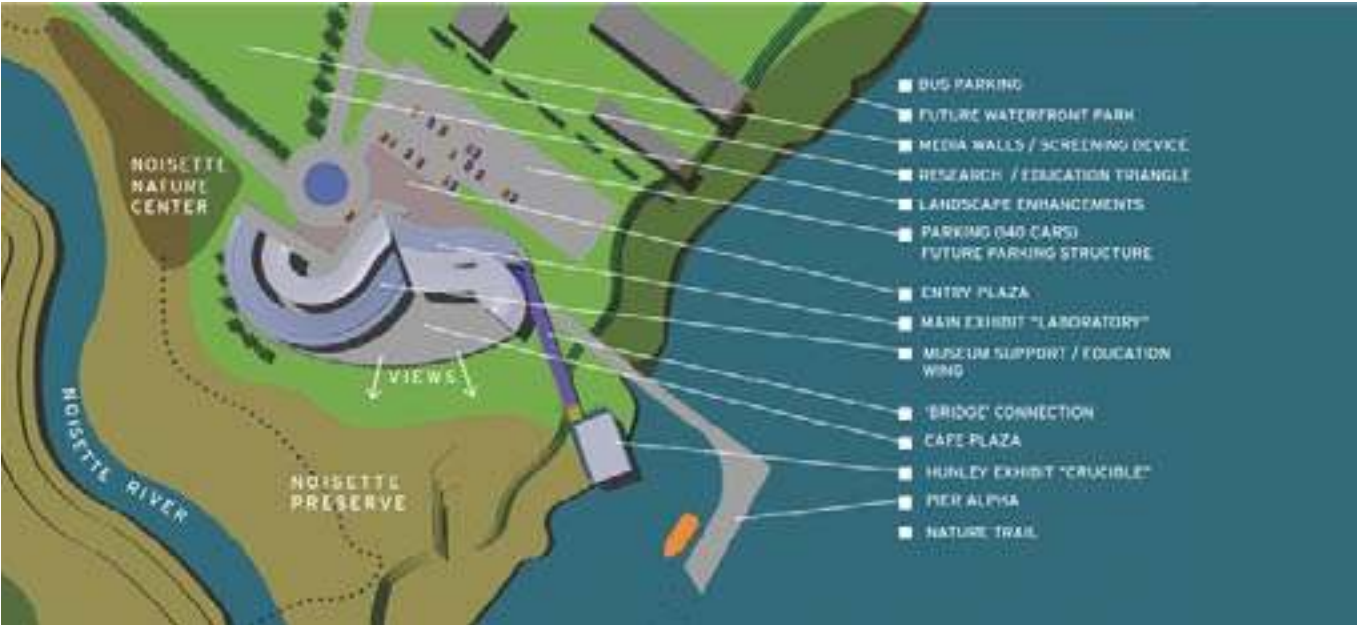 NOISETTE
NATURE
CENTER
VIEWS
NOISETTE RIVER
NOISETTE
PRESERVE
BUS PARKING
FUTURE WATERFRONT PARK
MEDIA WALLS / SCREENING DEVICE
RESEARCH / EDUCATION TRIANGLE
LANDSCAPE ENHANCEMENTS
PARKING (140 CARS)
FUTURE PARKING STRUCTURE
ENTRY PLAZA
MAIN EXHIBIT "LABORATORY"
MUSEUM SUPPORT / EDUCATION
WING
'BRIDGE' CONNECTION
CAFE PLAZA
HUNLEY EXHIBIT "CRUCIBLE"
PIER ALPHA
NATURE TRAIL